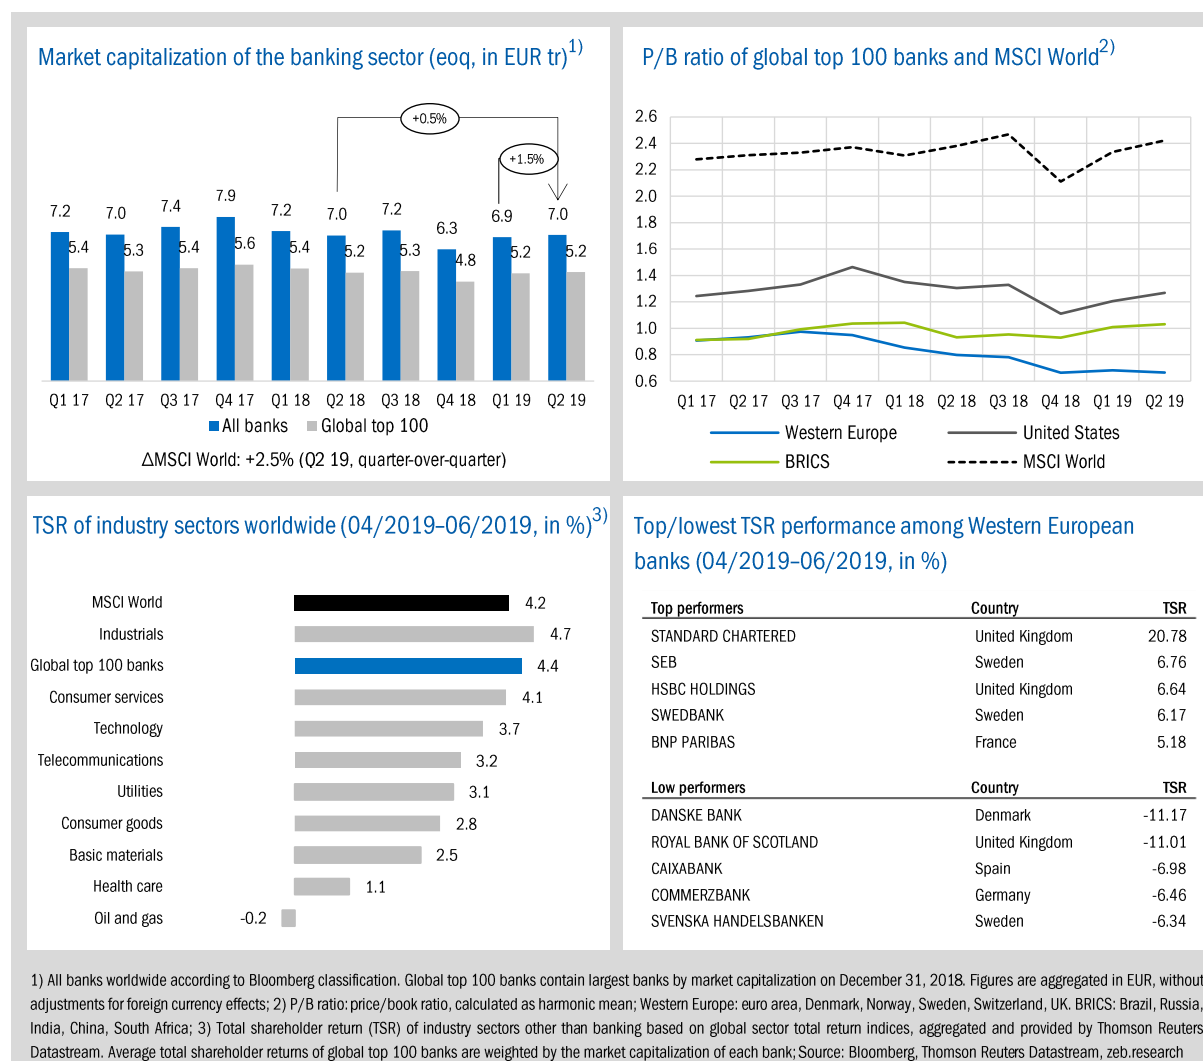 Market capitalization of the banking sector (eoq, in EUR tr)1)
+0.5%
+1.5%
7.2 7.0 7.4 7.9 7.2 7.0 7.2 6.3 6.9 7.0
5.4 5.3 5.4 5.6 5.4 5.2 5.3 4.8 5.2 5.2
Q1 17 Q2 17 Q3 17 Q4 17 Q1 18 Q2 18 Q3 18 Q4 18 Q1 19 Q2 19
All banks Global top 100
ΔMSCI World: +2.5% (Q2 19, quarter-over-quarter)
P/B ratio of global top 100 banks and MSCI World2)
2.6
2.4
2.2
2.0
1.8
1.6
1.4
1.2
1.0
0.8
0.6
Q1 17 Q2 17 Q3 17 Q4 17 Q1 18 Q2 18 Q3 18 Q4 18 Q1 19 Q2 19
Western Europe United States
BRICS MSCI World
TSR of industry sectors worldwide (04/2019–06/2019, in %)3)
MSCI World 4.2
Industrials 4.7
Global top 100 banks 4.4
Consumer services 4.1
Technology 3.7
Telecommunications 3.2
Utilities 3.1
Consumer goods 2.8
Basic materials 2.5
Health care 1.1
Oil and gas -0.2
Top/lowest TSR performance among Western European
banks (04/2019–06/2019, in %)
Top performers Country TSR
STANDARD CHARTERED United Kingdom 20.78
SEB Sweden 6.76
HSBC HOLDINGS United Kingdom 6.64
SWEDBANK Sweden 6.17
BNP PARIBAS France 5.18
Low performers Country TSR
DANSKE BANK Denmark -11.17
ROYAL BANK OF SCOTLAND United Kingdom -11.01
CAIXABANK Spain -6.98
COMMERZBANK Germany -6.46
SVENSKA HANDELSBANKEN Sweden -6.34
1) All banks worldwide according to Bloomberg classification. Global top 100 banks contain largest banks by market capitalization on December 31, 2018. Figures are aggregated in EUR, without
adjustments for foreign currency effects; 2) P/B ratio: price/book ratio, calculated as harmonic mean; Western Europe: euro area, Denmark, Norway, Sweden, Switzerland, UK. BRICS: Brazil, Russia,
India, China, South Africa; 3) Total shareholder return (TSR) of industry sectors other than banking based on global sector total return indices, aggregated and provided by Thomson Reuters
Datastream. Average total shareholder returns of global top 100 banks are weighted by the market capitalization of each bank; Source: Bloomberg, Thomson Reuters Datastream, zeb.research